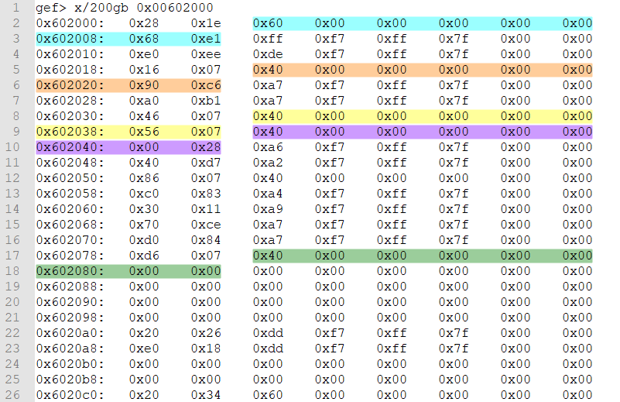 1 gef> x/200gb 0x00602000
2 0x602000: 0x28 0x1e 0x60 0x00 0x00 0x00 0x00 0x00
3 0x602008: 0x68 0xe1 0xff 0xf7 0xff 0x7f 0x00 0x00
4 0x602010: 0xe0 0xee 0xde 0xf7 0xff 0x7f 0x00 0x00
5 0x602018: 0x16 0x07 0x40 0x00 0x00 0x00 0x00 0x00
6 0x602020: 0x90 0xc6 0xa7 0xf7 0xff 0x7f 0x00 0x00
7 0x602028: 0xa0 0xb1 0xa7 0xf7 0xff 0x7f 0x00 0x00
8 0x602030: 0x46 0x07 0x40 0x00 0x00 0x00 0x00 0x00
9 0x602038: 0x56 0x07 0x40 0x00 0x00 0x00 0x00 0x00
10 0x602040: 0x00 0x28 0xa6 0xf7 0xff 0x7f 0x00 0x00
11 0x602048: 0x40 0xd7 0xa2 0xf7 0xff 0x7f 0x00 0x00
12 0x602050: 0x86 0x07 0x40 0x00 0x00 0x00 0x00 0x00
13 0x602058: 0xc0 0x83 0xa4 0xf7 0xff 0x7f 0x00 0x00
14 0x602060: 0x30 0x11 0xa9 0xf7 0xff 0x7f 0x00 0x00
15 0x602068: 0x70 0xce 0xa7 0xf7 0xff 0x7f 0x00 0x00
16 0x602070: 0xd0 0x84 0xa7 0xf7 0xff 0x7f 0x00 0x00
17 0x602078: 0xd6 0x07 0x40 0x00 0x00 0x00 0x00 0x00
18 0x602080: 0x00 0x00 0x00 0x00 0x00 0x00 0x00 0x00
19 0x602088: 0x00 0x00 0x00 0x00 0x00 0x00 0x00 0x00
20 0x602090: 0x00 0x00 0x00 0x00 0x00 0x00 0x00 0x00
21 0x602098: 0x00 0x00 0x00 0x00 0x00 0x00 0x00 0x00
22 0x6020a0: 0x20 0x26 0xdd 0xf7 0xff 0x7f 0x00 0x00
23 0x6020a8: 0xe0 0x18 0xdd 0xf7 0xff 0x7f 0x00 0x00
24 0x6020b0: 0x00 0x00 0x00 0x00 0x00 0x00 0x00 0x00
25 0x6020b8: 0x00 0x00 0x00 0x00 0x00 0x00 0x00 0x00
26 0x6020c0: 0x20 0x34 0x60 0x00 0x00 0x00 0x00 0x00